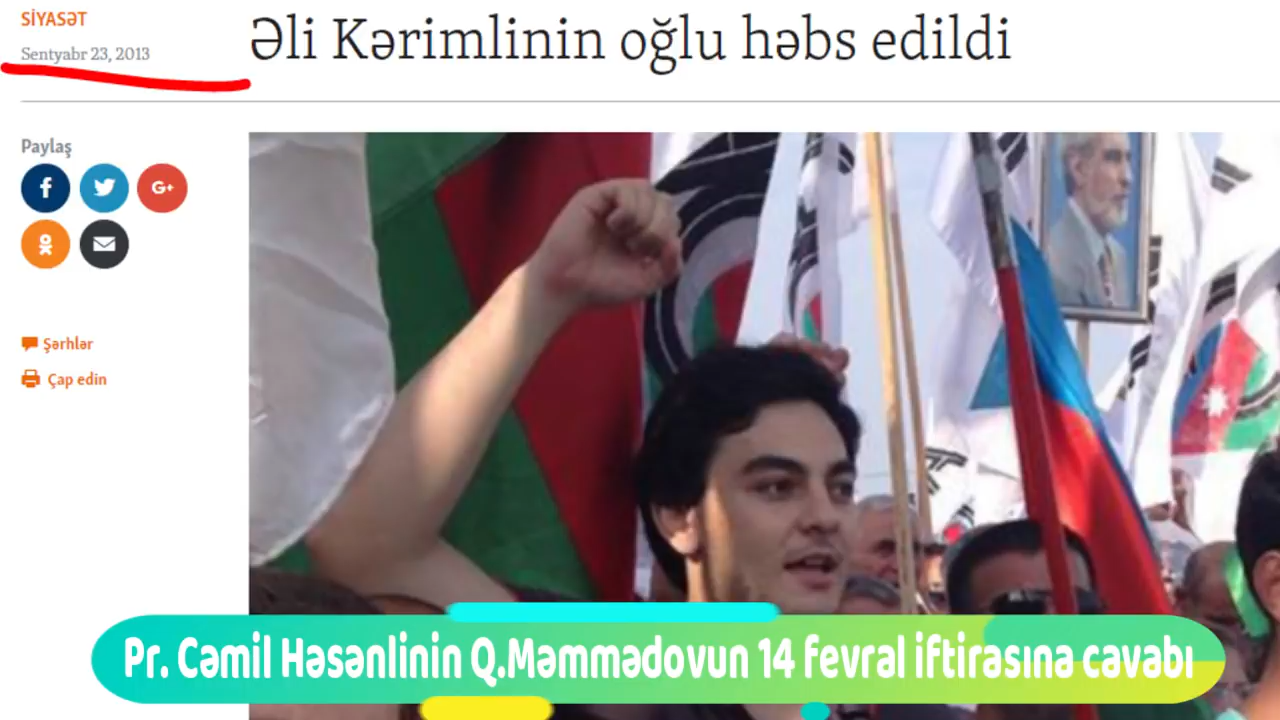 SİYASƏT
Sentyabr 23, 2013
Əli Kərimlinin oğlu həbs edildi
Paylaş
Şərhlər
Çap edin
Pr. Cəmil Həsənlinin Q.Məmmədovun 14 fevral iftirasına cavabı